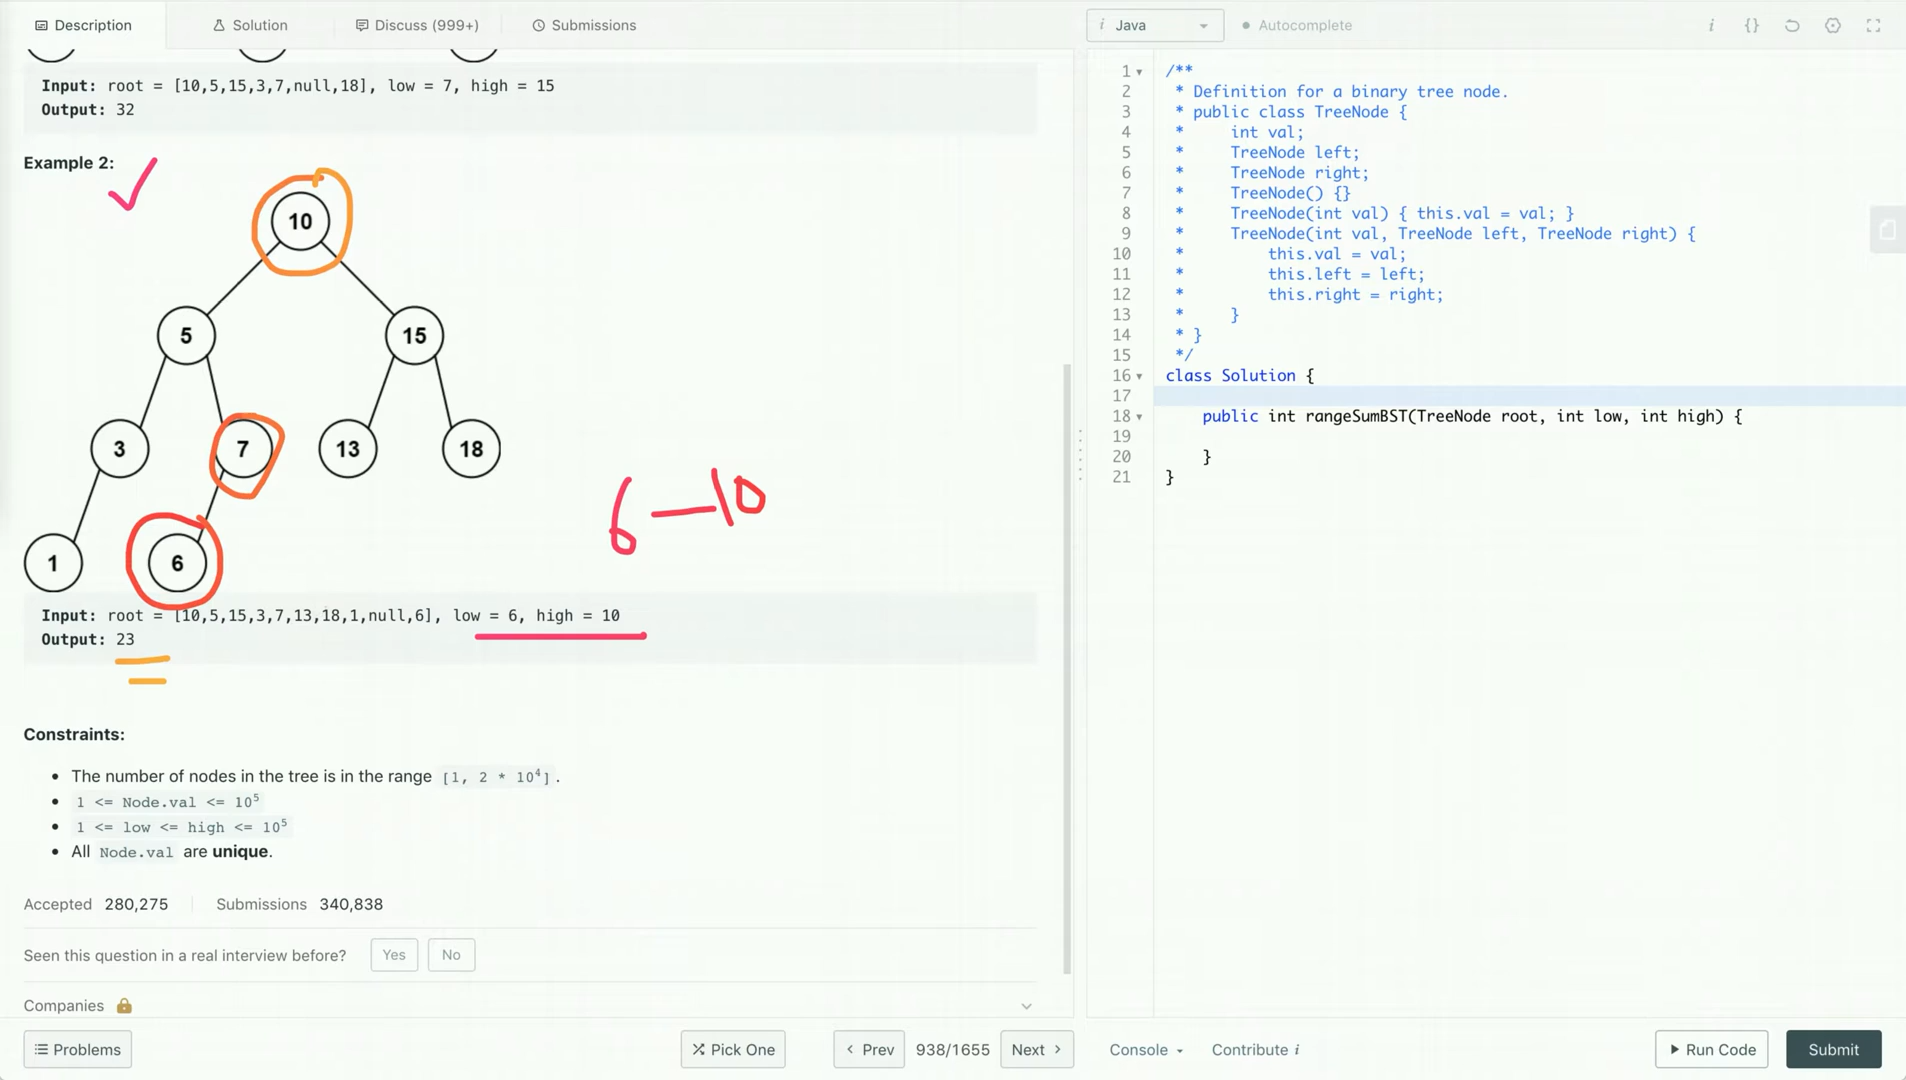 Description
Solution
Discuss (999+)
Submissions
Input: root = [10,5,15,3,7,null,18], low = 7, high = 15
Output: 32
Example 2:
10
5
15
3
7
13
18
6—10
1
6
Input: root = [10,5,15,3,7,13,18,1,null,6], low = 6, high = 10
Output: 23
Constraints:
• The number of nodes in the tree is in the range [1, 2 * 10⁴].
• 1 <= Node.val <= 10⁵
• 1 <= low <= high <= 10⁵
• All Node.val are unique.
Accepted 280,275 Submissions 340,838
Seen this question in a real interview before? Yes No
Companies
Problems
Pick One
Prev
938/1655
Next
i Java
Autocomplete
i {}
1 /**
2  * Definition for a binary tree node.
3  * public class TreeNode {
4  *     int val;
5  *     TreeNode left;
6  *     TreeNode right;
7  *     TreeNode() {}
8  *     TreeNode(int val) { this.val = val; }
9  *     TreeNode(int val, TreeNode left, TreeNode right) {
10  *         this.val = val;
11  *         this.left = left;
12  *         this.right = right;
13  *     }
14  * }
15  */
16 class Solution {
17
18     public int rangeSumBST(TreeNode root, int low, int high) {
19
20     }
21 }
Console
Contribute i
Run Code
Submit